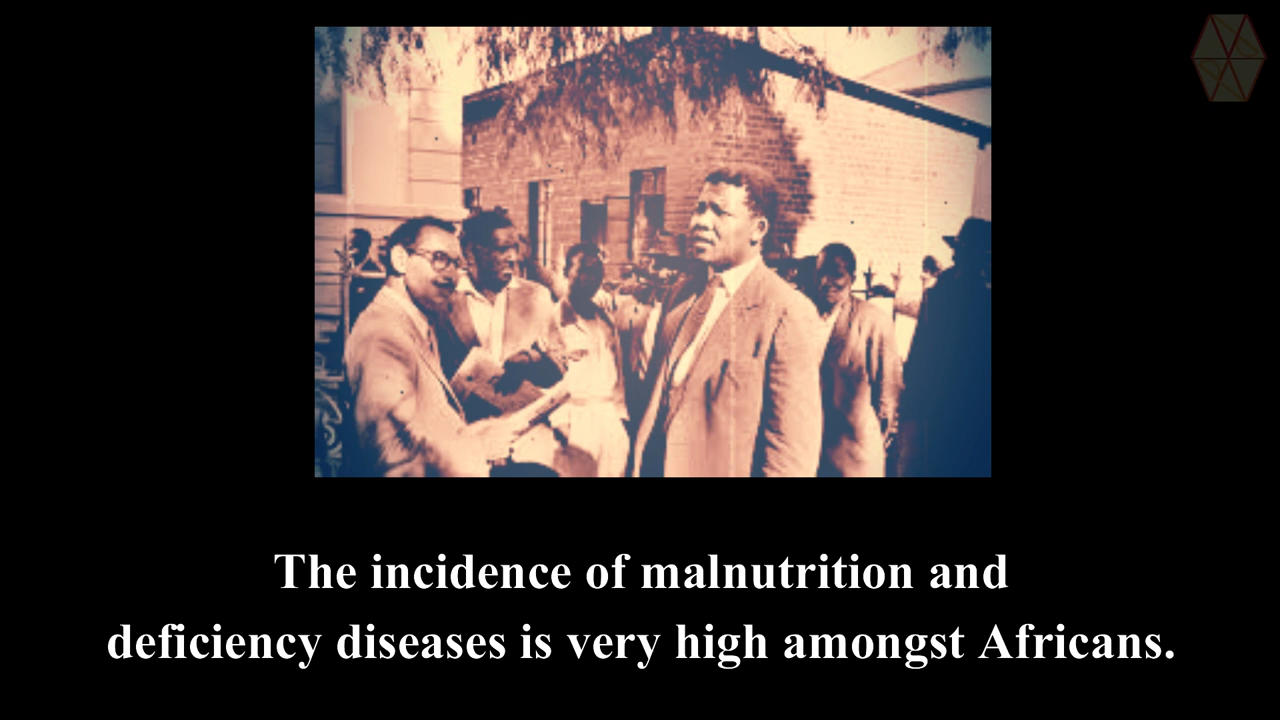 The incidence of malnutrition and
deficiency diseases is very high amongst Africans.